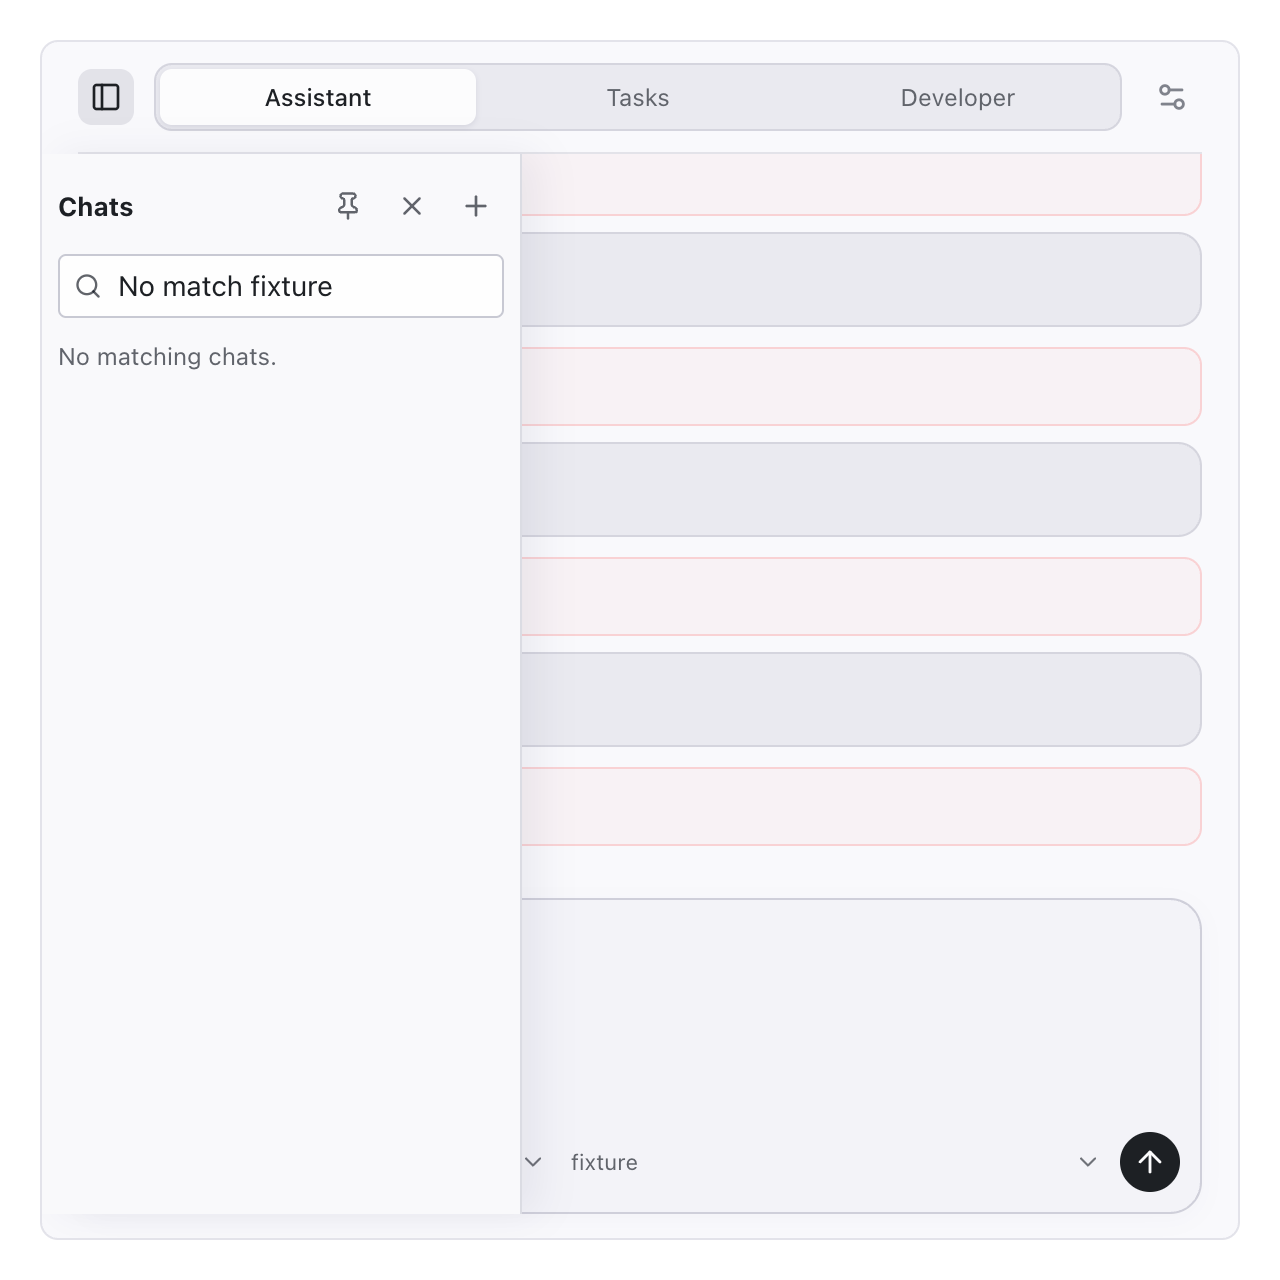 Assistant
Tasks
Developer
Chats
No match fixture
No matching chats.
fixture